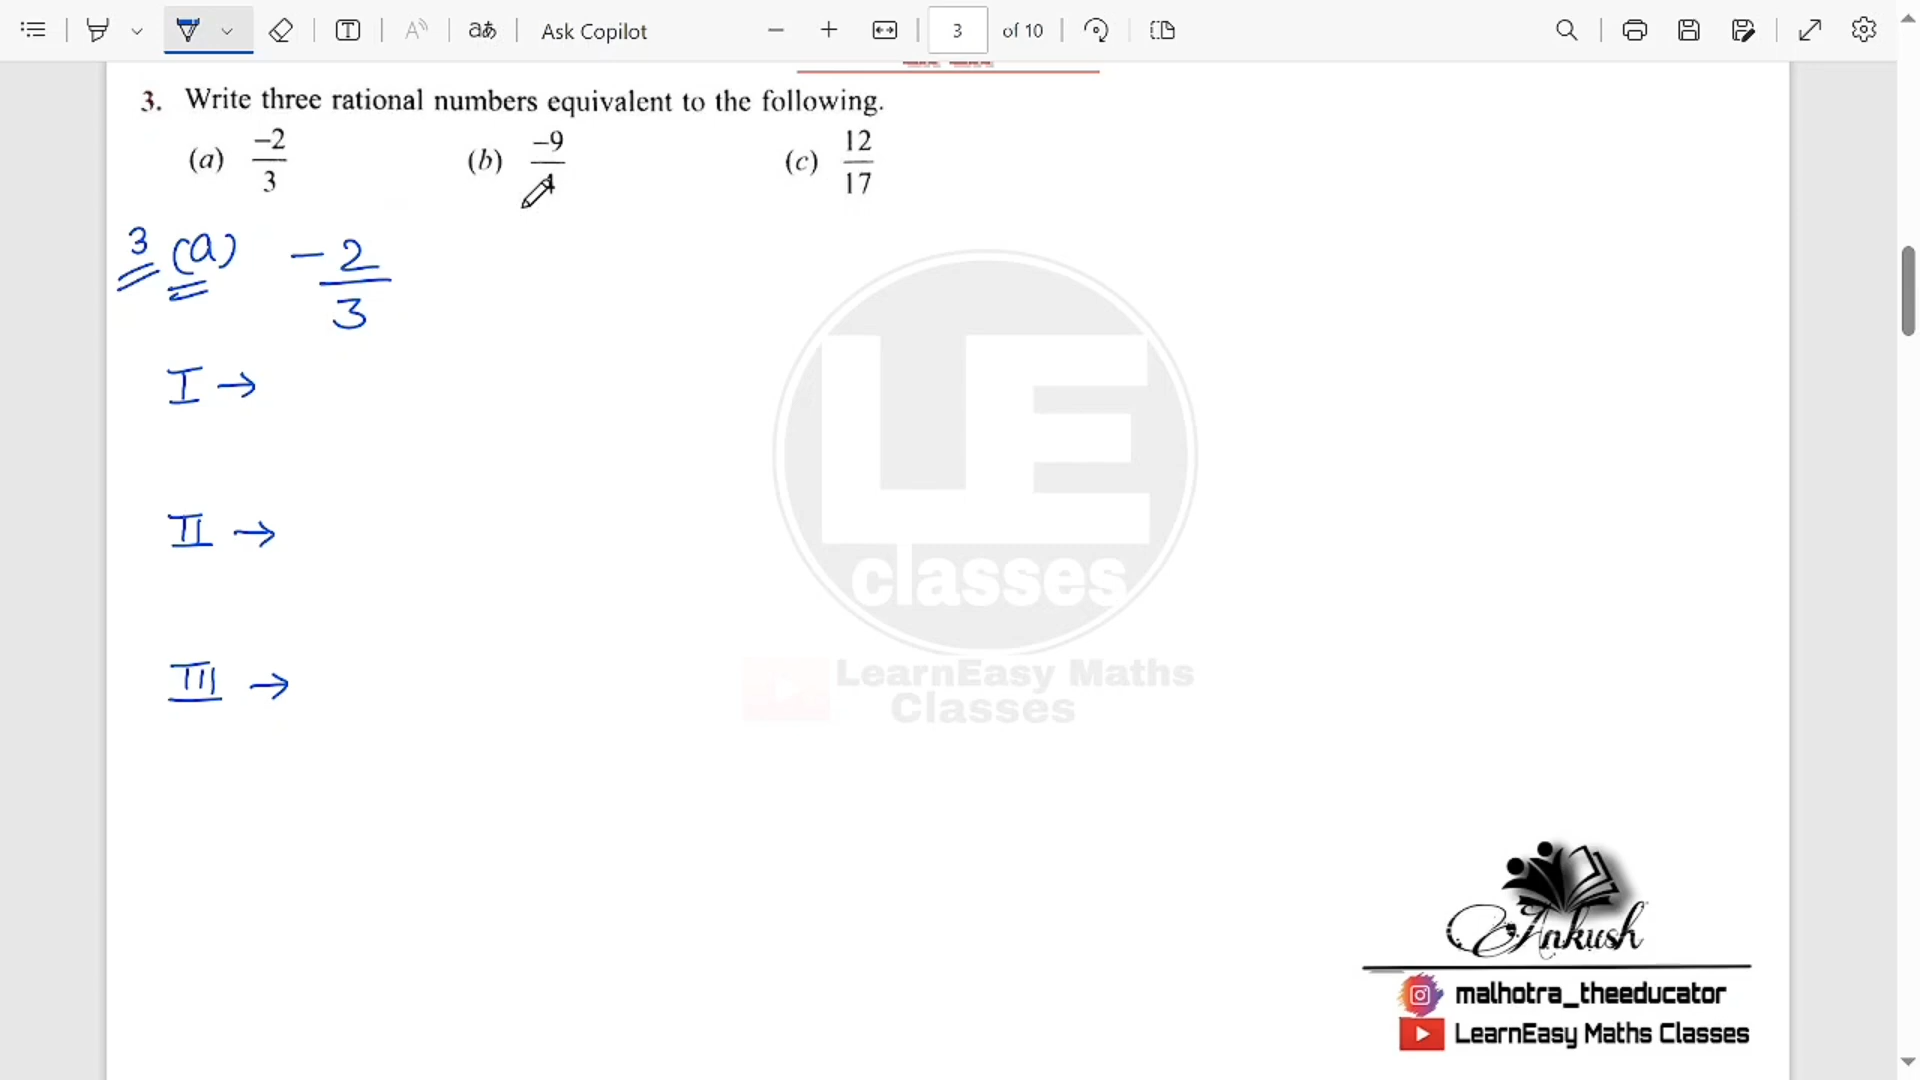 Ask Copilot 3 of 10
3. Write three rational numbers equivalent to the following.
(a) -2/3 (b) -9/4 (c) 12/17
3 (a) -2/3
I →
II →
III →
LE
classes
LearnEasy Maths
Classes
Ankush
malhotra_theeducator
LearnEasy Maths Classes